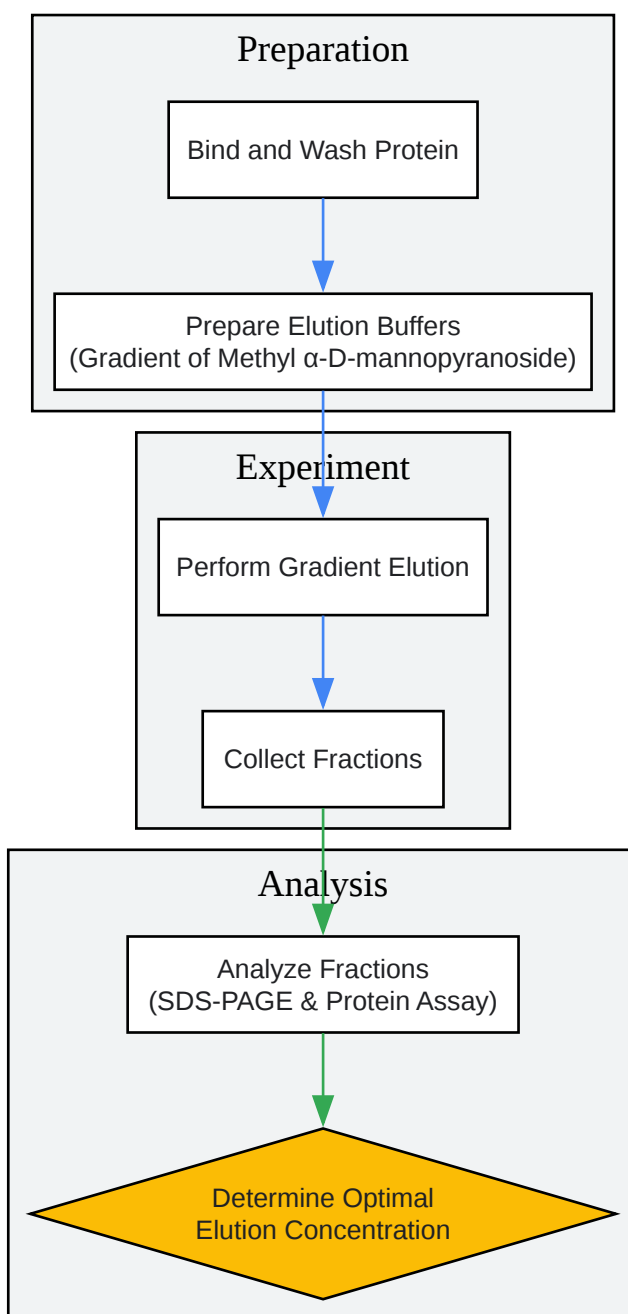 Preparation
Bind and Wash Protein
Prepare Elution Buffers
(Gradient of Methyl α-D-mannopyranoside)
Experiment
Perform Gradient Elution
Collect Fractions
Analysis
Analyze Fractions
(SDS-PAGE & Protein Assay)
Determine Optimal
Elution Concentration